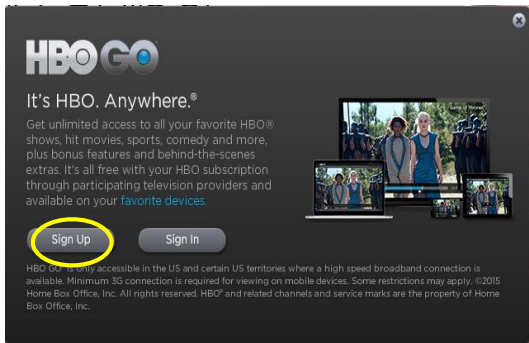 HBO GO
It's HBO. Anywhere.®
Get unlimited access to all your favorite HBO®
shows, hit movies, sports, comedy and more,
plus bonus features and behind-the-scenes
extras. It's all free with your HBO subscription
through participating television providers and
available on your favorite devices.
Sign Up
Sign In
HBO GO® is only accessible in the US and certain US territories where a high speed broadband connection is
available. Minimum 3G connection is required for viewing on mobile devices. Some restrictions may apply. ©2015
Home Box Office, Inc. All rights reserved. HBO® and related channels and service marks are the property of Home
Box Office, Inc.